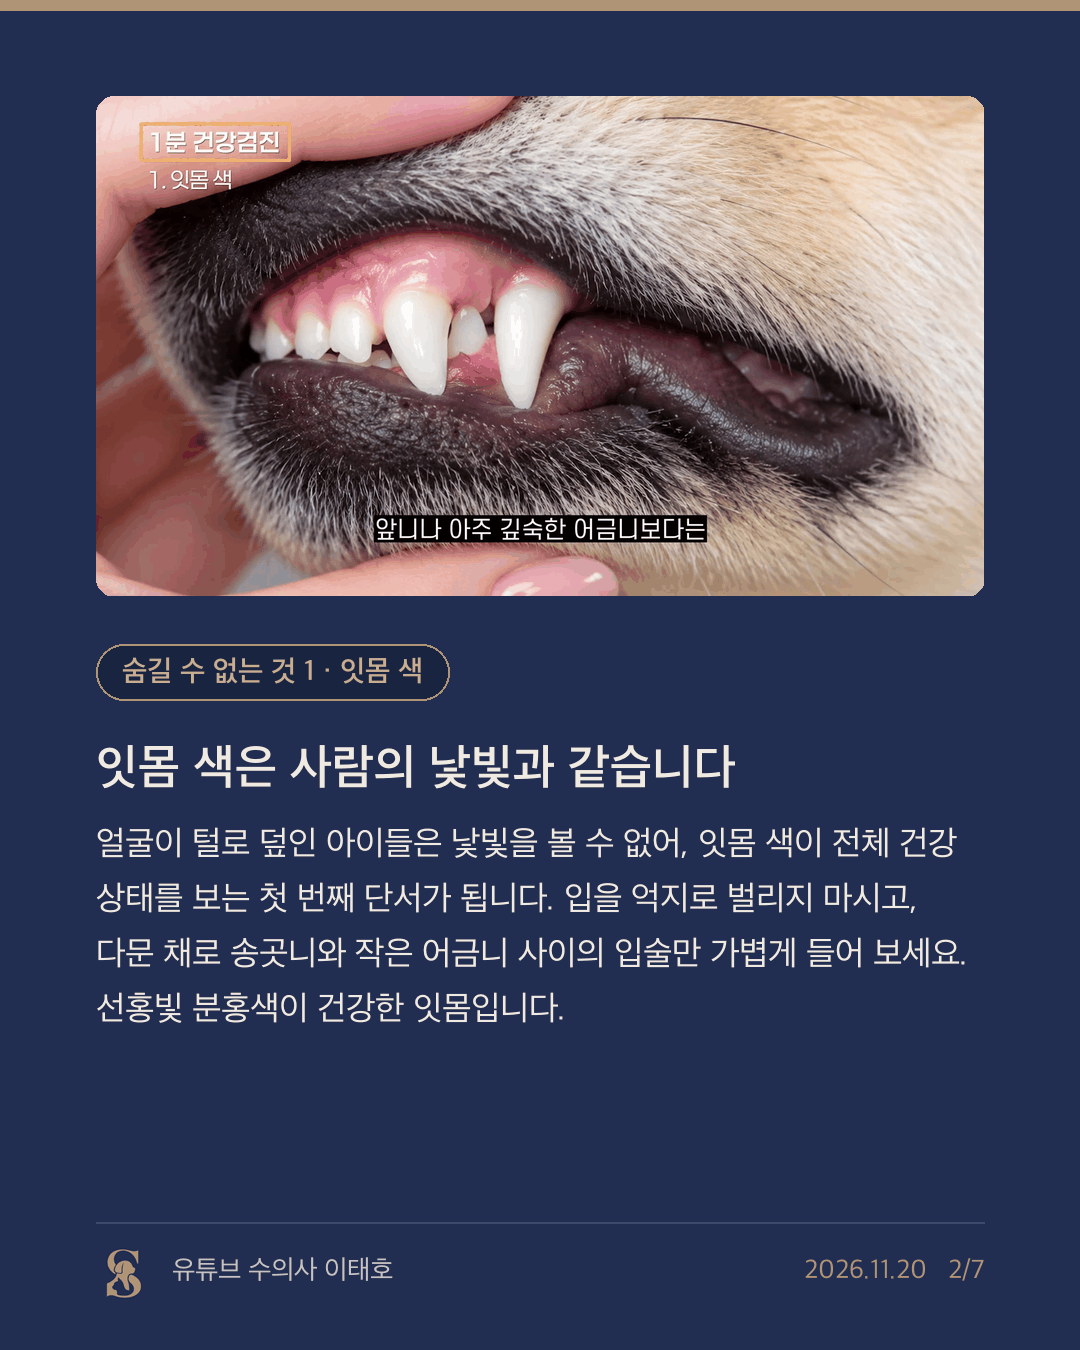 1분 건강검진
1. 잇몸 색
앞니나 아주 깊숙한 어금니보다는
숨길 수 없는 것 1 · 잇몸 색
잇몸 색은 사람의 낯빛과 같습니다
얼굴이 털로 덮인 아이들은 낯빛을 볼 수 없어, 잇몸 색이 전체 건강
상태를 보는 첫 번째 단서가 됩니다. 입을 억지로 벌리지 마시고,
다문 채로 송곳니와 작은 어금니 사이의 입술만 가볍게 들어 보세요.
선홍빛 분홍색이 건강한 잇몸입니다.
유튜브 수의사 이태호
2026.11.20 2/7